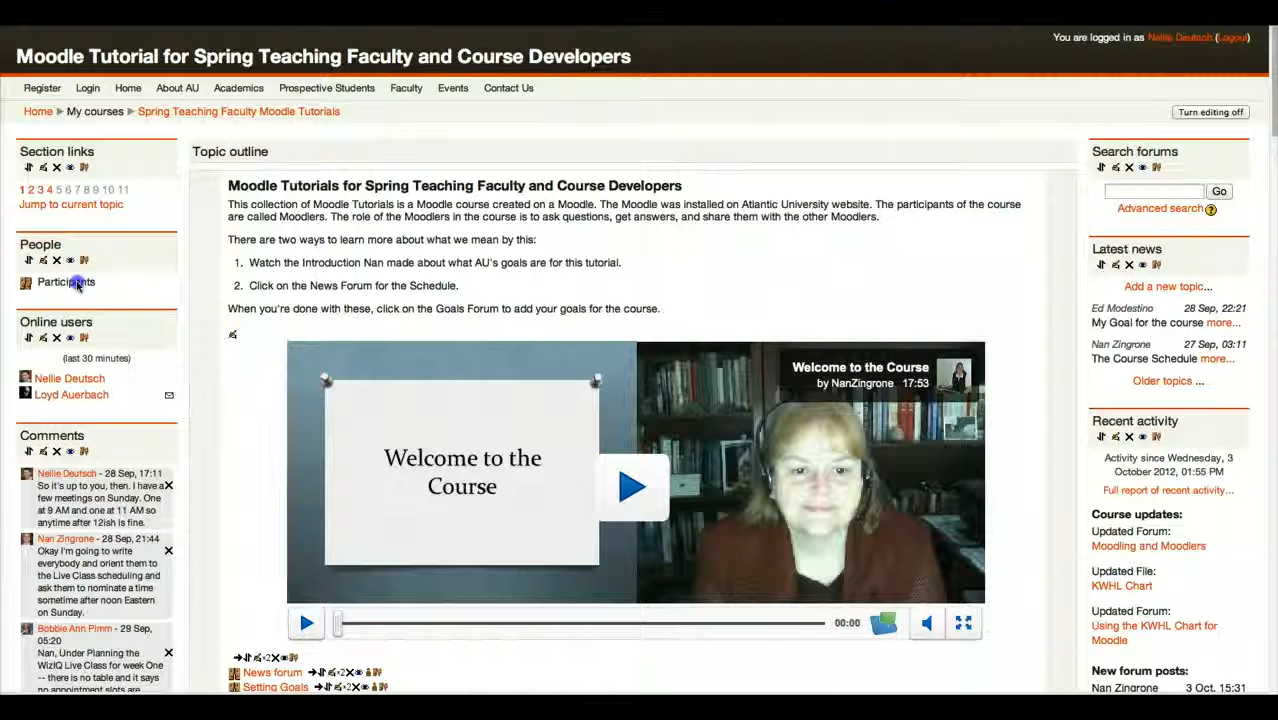 You are logged in as Nellie Deutsch (Logout)
Moodle Tutorial for Spring Teaching Faculty and Course Developers
Register Login Home About AU Academics Prospective Students Faculty Events Contact Us
Home ► My courses ► Spring Teaching Faculty Moodle Tutorials
Turn editing off
Section links
1 2 3 4 5 6 7 8 9 10 11
Jump to current topic
People
Participants
Online users
(last 30 minutes)
Nellie Deutsch
Loyd Auerbach
Comments
Nellie Deutsch - 28 Sep, 17:11
So it's up to you, then. I have a
few meetings on Sunday. One
at 9 AM and one at 11 AM so
anytime after 12ish is fine.
Nan Zingrone - 28 Sep, 21:44
Okay I'm going to write
everybody and orient them to
the Live Class scheduling and
ask them to nominate a time
sometime after noon Eastern
on Sunday.
Bobbie Ann Pimm - 29 Sep,
05:20
Nan, Under Planning the
WizIQ Live Class for week One
-- there is no table and it says
no appointment slots are
Topic outline
Moodle Tutorials for Spring Teaching Faculty and Course Developers
This collection of Moodle Tutorials is a Moodle course created on a Moodle. The Moodle was installed on Atlantic University website. The participants of the course
are called Moodlers. The role of the Moodlers in the course is to ask questions, get answers, and share them with the other Moodlers.
There are two ways to learn more about what we mean by this:
1. Watch the Introduction Nan made about what AU's goals are for this tutorial.
2. Click on the News Forum for the Schedule.
When you're done with these, click on the Goals Forum to add your goals for the course.
Welcome to the Course
by NanZingrone 17:53
Welcome to the
Course
00:00
News forum
Setting Goals
Search forums
Go
Advanced search
Latest news
Add a new topic...
Ed Modestino 28 Sep, 22:21
My Goal for the course more...
Nan Zingrone 27 Sep, 03:11
The Course Schedule more...
Older topics ...
Recent activity
Activity since Wednesday, 3
October 2012, 01:55 PM
Full report of recent activity...
Course updates:
Updated Forum:
Moodling and Moodlers
Updated File:
KWHL Chart
Updated Forum:
Using the KWHL Chart for
Moodle
New forum posts:
Nan Zingrone 3 Oct, 15:31